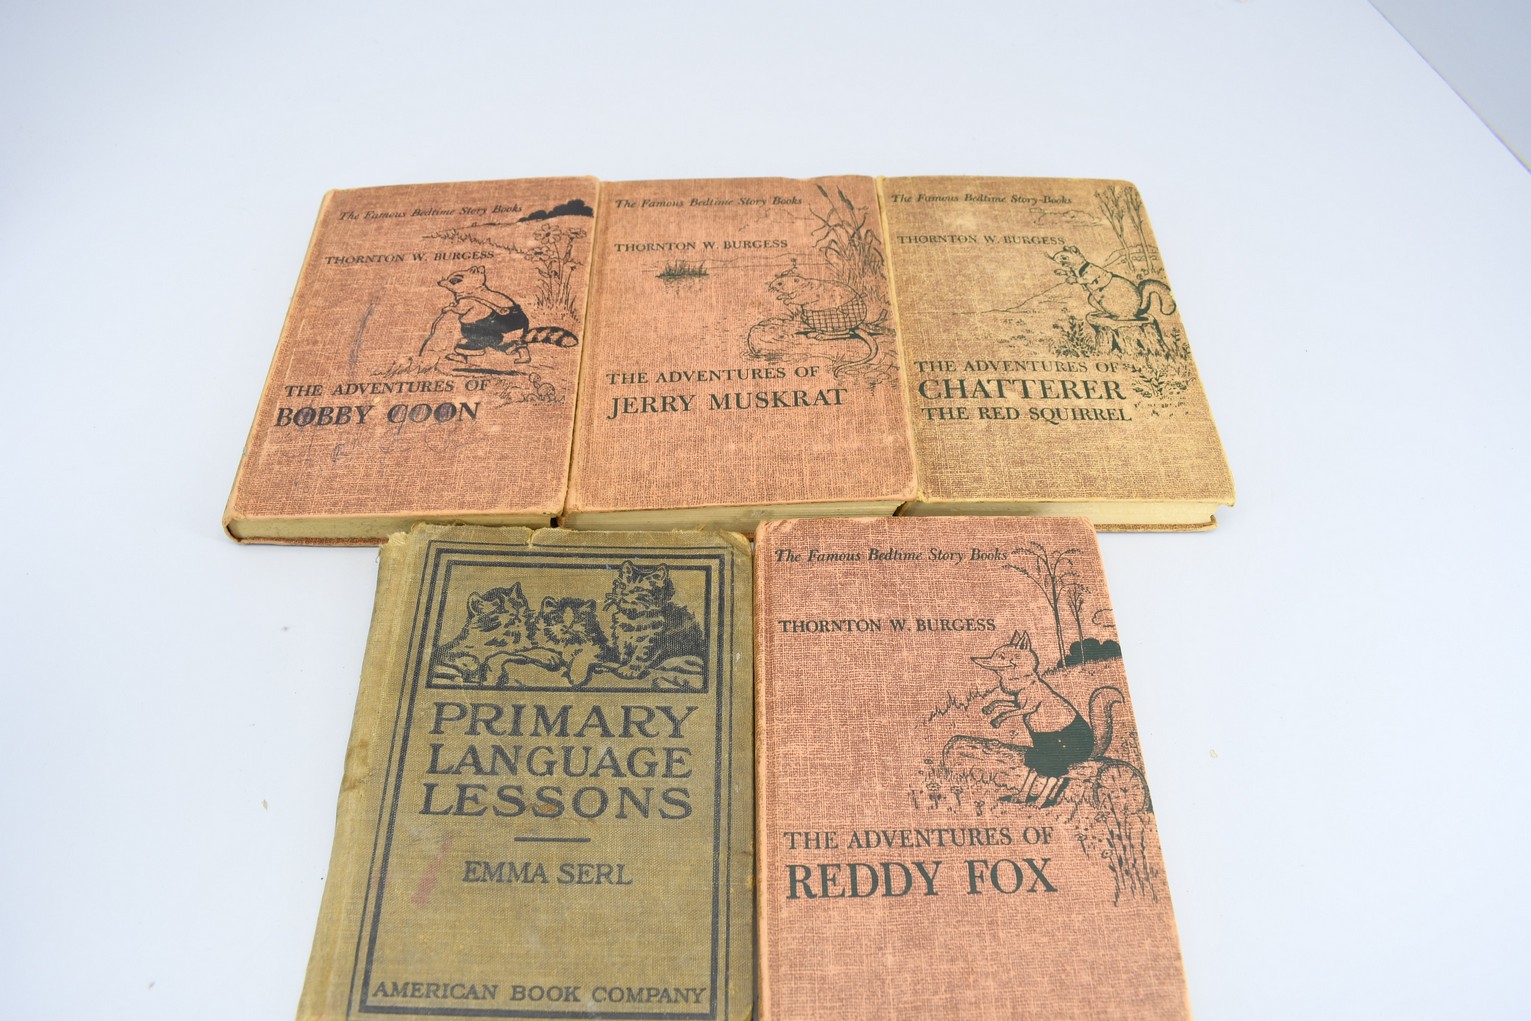 The Famous Bedtime Story Books
THORNTON W. BURGESS
THE ADVENTURES OF
BOBBY COON
The Famous Bedtime Story Books
THORNTON W. BURGESS
THE ADVENTURES OF
JERRY MUSKRAT
The Famous Bedtime Story-Books
THORNTON W. BURGESS
THE ADVENTURES OF
CHATTERER
THE RED SQUIRREL
PRIMARY
LANGUAGE
LESSONS
EMMA SERL
AMERICAN BOOK COMPANY
The Famous Bedtime Story Books
THORNTON W. BURGESS
THE ADVENTURES OF
REDDY FOX